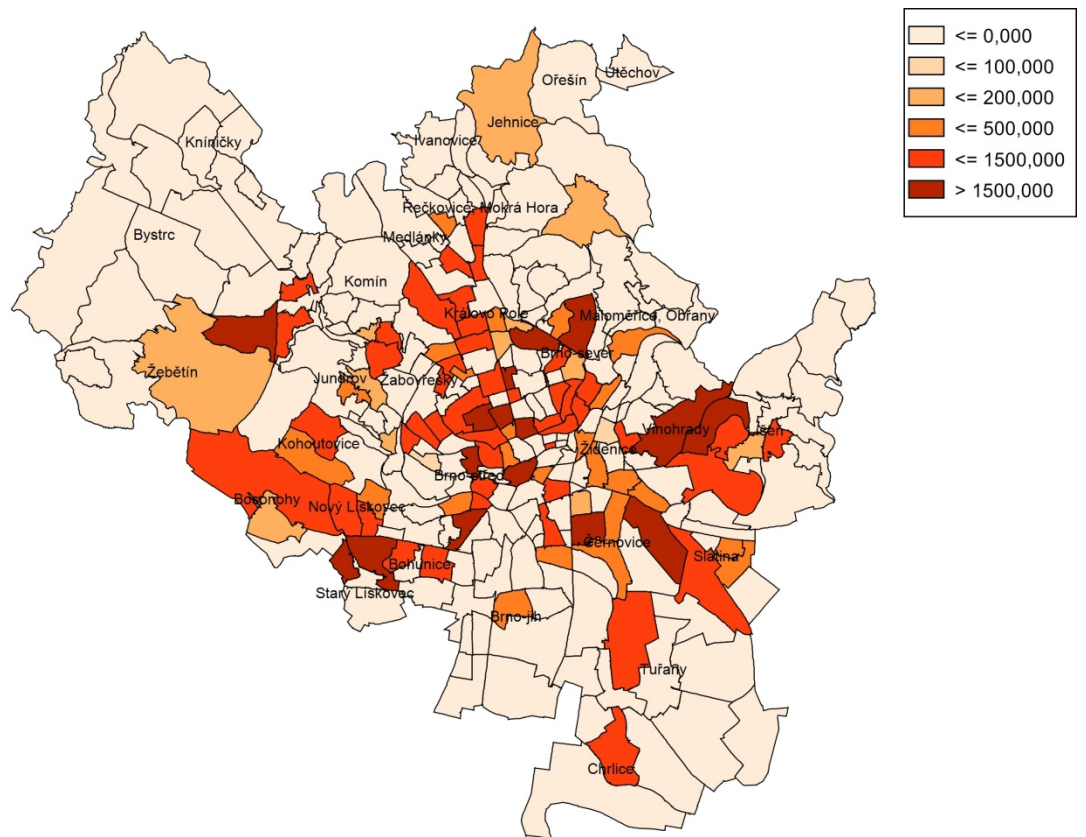 <= 0,000
<= 100,000
<= 200,000
<= 500,000
<= 1500,000
> 1500,000
Útěchov
Ořešín
Jehnice
Ivanovice
Kníničky
Řečkovice, Mokrá Hora
Bystrc
Medlánky
Komín
Královo Pole
Maloměřice, Obřany
Brno-sever
Žebětín
Jundrov
Žabovřesky
Vinohrady
Líšeň
Kohoutovice
Židenice
Brno-střed
Bosonohy
Nový Lískovec
Černovice
Slatina
Bohunice
Starý Lískovec
Brno-jih
Tuřany
Chrlice